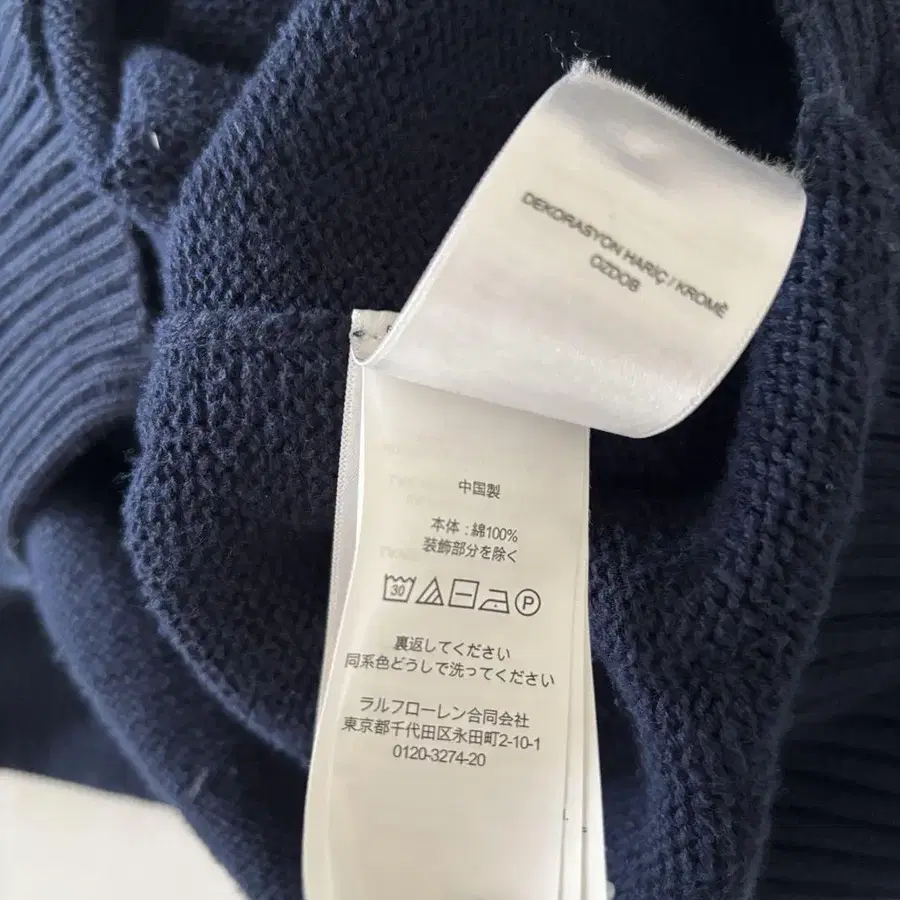 DEKORASYON HARİÇ / KROMĖ
OZDOB
中国製
本体 : 綿100%
装飾部分を除く
30
P
裏返してください
同系色どうしで洗ってください
ラルフローレン合同会社
東京都千代田区永田町2-10-1
0120-3274-20